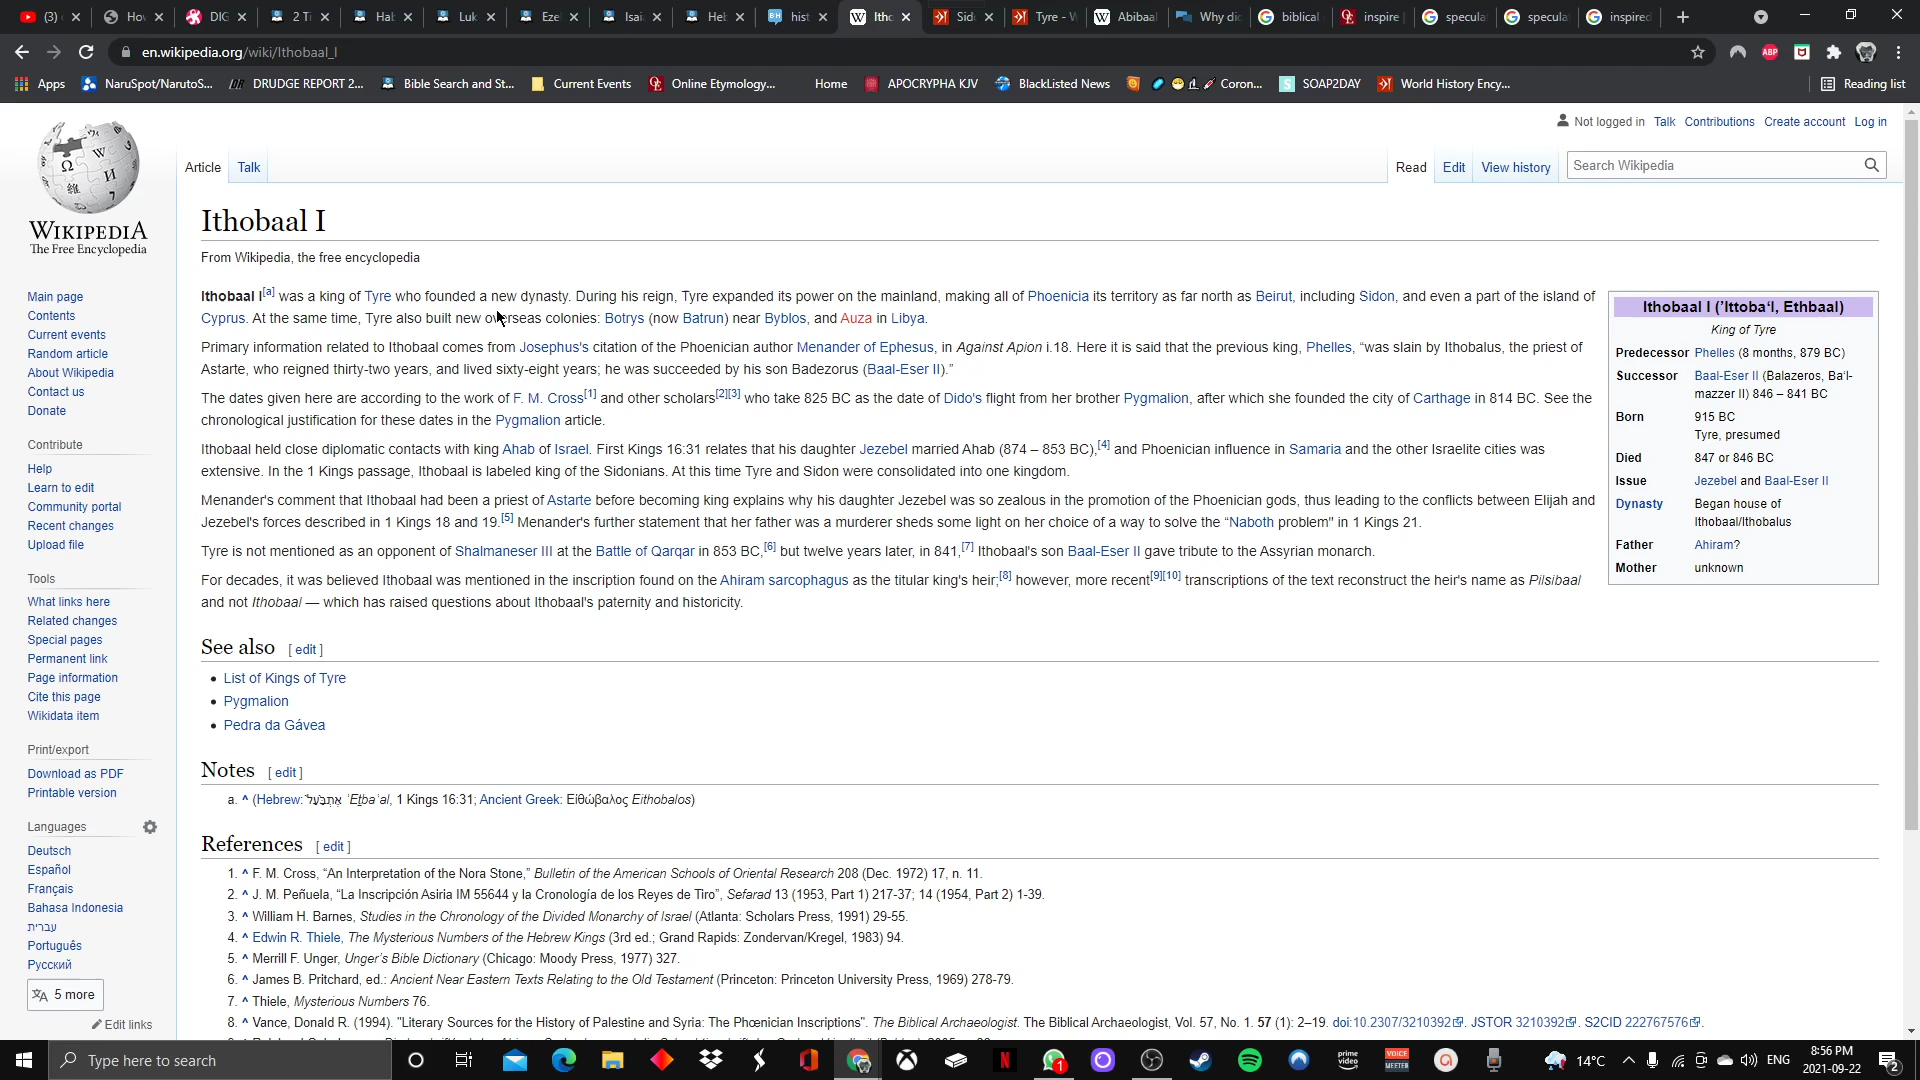 (3)
Hov
DIG
2 Ti
Hab
Luk
Eze
Isai
Heb
hist
Itho
Sido
Tyre - W
Abibaal
Why di
biblical
inspire
specula
specula
inspired
en.wikipedia.org/wiki/Ithobaal_I
Apps
NaruSpot/NarutoS...
DRUDGE REPORT 2...
Bible Search and St...
Current Events
Online Etymology...
Home
APOCRYPHA KJV
BlackListed News
Coron...
SOAP2DAY
World History Ency...
Reading list
Not logged in Talk Contributions Create account Log in
Article Talk
Read Edit View history
Search Wikipedia
WIKIPEDIA
The Free Encyclopedia
Main page
Contents
Current events
Random article
About Wikipedia
Contact us
Donate
Contribute
Help
Learn to edit
Community portal
Recent changes
Upload file
Tools
What links here
Related changes
Special pages
Permanent link
Page information
Cite this page
Wikidata item
Print/export
Download as PDF
Printable version
Languages
Deutsch
Español
Français
Bahasa Indonesia
עברית
Português
Русский
5 more
Edit links
Ithobaal I
From Wikipedia, the free encyclopedia
Ithobaal I[a] was a king of Tyre who founded a new dynasty. During his reign, Tyre expanded its power on the mainland, making all of Phoenicia its territory as far north as Beirut, including Sidon, and even a part of the island of
Cyprus. At the same time, Tyre also built new overseas colonies: Botrys (now Batrun) near Byblos, and Auza in Libya.
Primary information related to Ithobaal comes from Josephus's citation of the Phoenician author Menander of Ephesus, in Against Apion i.18. Here it is said that the previous king, Phelles, “was slain by Ithobalus, the priest of
Astarte, who reigned thirty-two years, and lived sixty-eight years; he was succeeded by his son Badezorus (Baal-Eser II).”
The dates given here are according to the work of F. M. Cross[1] and other scholars[2][3] who take 825 BC as the date of Dido's flight from her brother Pygmalion, after which she founded the city of Carthage in 814 BC. See the
chronological justification for these dates in the Pygmalion article.
Ithobaal held close diplomatic contacts with king Ahab of Israel. First Kings 16:31 relates that his daughter Jezebel married Ahab (874 – 853 BC),[4] and Phoenician influence in Samaria and the other Israelite cities was
extensive. In the 1 Kings passage, Ithobaal is labeled king of the Sidonians. At this time Tyre and Sidon were consolidated into one kingdom.
Menander's comment that Ithobaal had been a priest of Astarte before becoming king explains why his daughter Jezebel was so zealous in the promotion of the Phoenician gods, thus leading to the conflicts between Elijah and
Jezebel's forces described in 1 Kings 18 and 19.[5] Menander's further statement that her father was a murderer sheds some light on her choice of a way to solve the “Naboth problem” in 1 Kings 21.
Tyre is not mentioned as an opponent of Shalmaneser III at the Battle of Qarqar in 853 BC,[6] but twelve years later, in 841,[7] Ithobaal's son Baal-Eser II gave tribute to the Assyrian monarch.
For decades, it was believed Ithobaal was mentioned in the inscription found on the Ahiram sarcophagus as the titular king's heir;[8] however, more recent[9][10] transcriptions of the text reconstruct the heir's name as Pilsibaal
and not Ithobaal — which has raised questions about Ithobaal's paternity and historicity.
Ithobaal I (’Ittoba‘l, Ethbaal)
King of Tyre
Predecessor Phelles (8 months, 879 BC)
Successor Baal-Eser II (Balazeros, Ba‘l-
mazzer II) 846 – 841 BC
Born 915 BC
Tyre, presumed
Died 847 or 846 BC
Issue Jezebel and Baal-Eser II
Dynasty Began house of
Ithobaal/Ithobalus
Father Ahiram?
Mother unknown
See also [ edit ]
• List of Kings of Tyre
• Pygmalion
• Pedra da Gávea
Notes [ edit ]
a. ^ (Hebrew: אֶתְבַּעַל ’Eṯba‘al, 1 Kings 16:31; Ancient Greek: Εἰθώβαλος Eithobalos)
References [ edit ]
1. ^ F. M. Cross, “An Interpretation of the Nora Stone,” Bulletin of the American Schools of Oriental Research 208 (Dec. 1972) 17, n. 11.
2. ^ J. M. Peñuela, “La Inscripción Asiria IM 55644 y la Cronología de los Reyes de Tiro”, Sefarad 13 (1953, Part 1) 217-37; 14 (1954, Part 2) 1-39.
3. ^ William H. Barnes, Studies in the Chronology of the Divided Monarchy of Israel (Atlanta: Scholars Press, 1991) 29-55.
4. ^ Edwin R. Thiele, The Mysterious Numbers of the Hebrew Kings (3rd ed.; Grand Rapids: Zondervan/Kregel, 1983) 94.
5. ^ Merrill F. Unger, Unger's Bible Dictionary (Chicago: Moody Press, 1977) 327.
6. ^ James B. Pritchard, ed.: Ancient Near Eastern Texts Relating to the Old Testament (Princeton: Princeton University Press, 1969) 278-79.
7. ^ Thiele, Mysterious Numbers 76.
8. ^ Vance, Donald R. (1994). "Literary Sources for the History of Palestine and Syria: The Phœnician Inscriptions". The Biblical Archaeologist. The Biblical Archaeologist, Vol. 57, No. 1. 57 (1): 2–19. doi:10.2307/3210392. JSTOR 3210392. S2CID 222767576.
Type here to search
prime video
VOICE MEETER
14°C
ENG
8:56 PM
2021-09-22
2